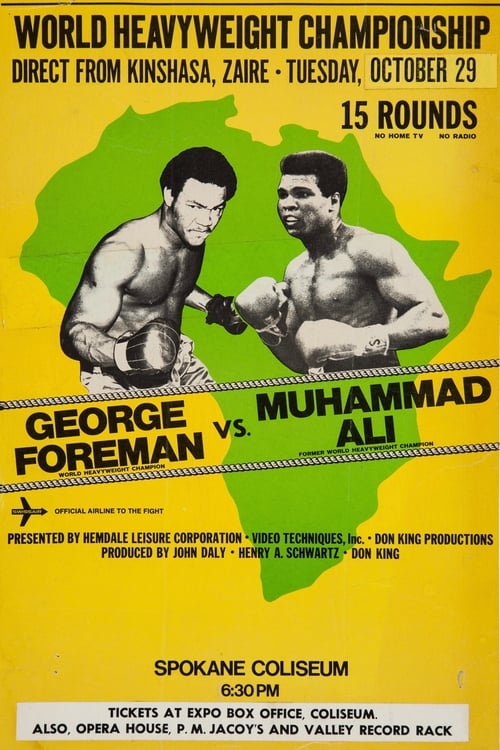 WORLD HEAVYWEIGHT CHAMPIONSHIP
DIRECT FROM KINSHASA, ZAIRE • TUESDAY, OCTOBER 29
15 ROUNDS
NO HOME TV NO RADIO
GEORGE
FOREMAN
WORLD HEAVYWEIGHT CHAMPION
VS.
MUHAMMAD
ALI
FORMER WORLD HEAVYWEIGHT CHAMPION
OFFICIAL AIRLINE TO THE FIGHT
PRESENTED BY HEMDALE LEISURE CORPORATION • VIDEO TECHNIQUES, Inc. • DON KING PRODUCTIONS
PRODUCED BY JOHN DALY • HENRY A. SCHWARTZ • DON KING
SPOKANE COLISEUM
6:30 PM
TICKETS AT EXPO BOX OFFICE, COLISEUM.
ALSO, OPERA HOUSE, P. M. JACOY'S AND VALLEY RECORD RACK